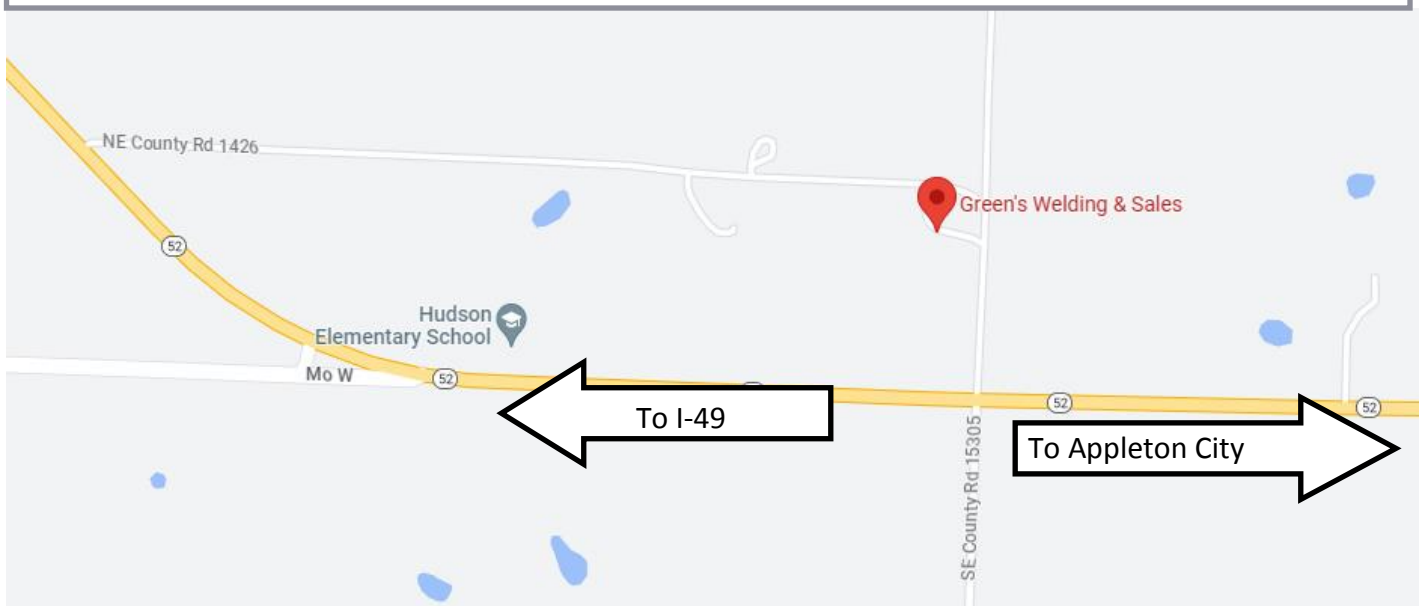 NE County Rd 1426
Green's Welding & Sales
52
Hudson
Elementary School
Mo W
52
To I-49
52
52
To Appleton City
SE County Rd 15305